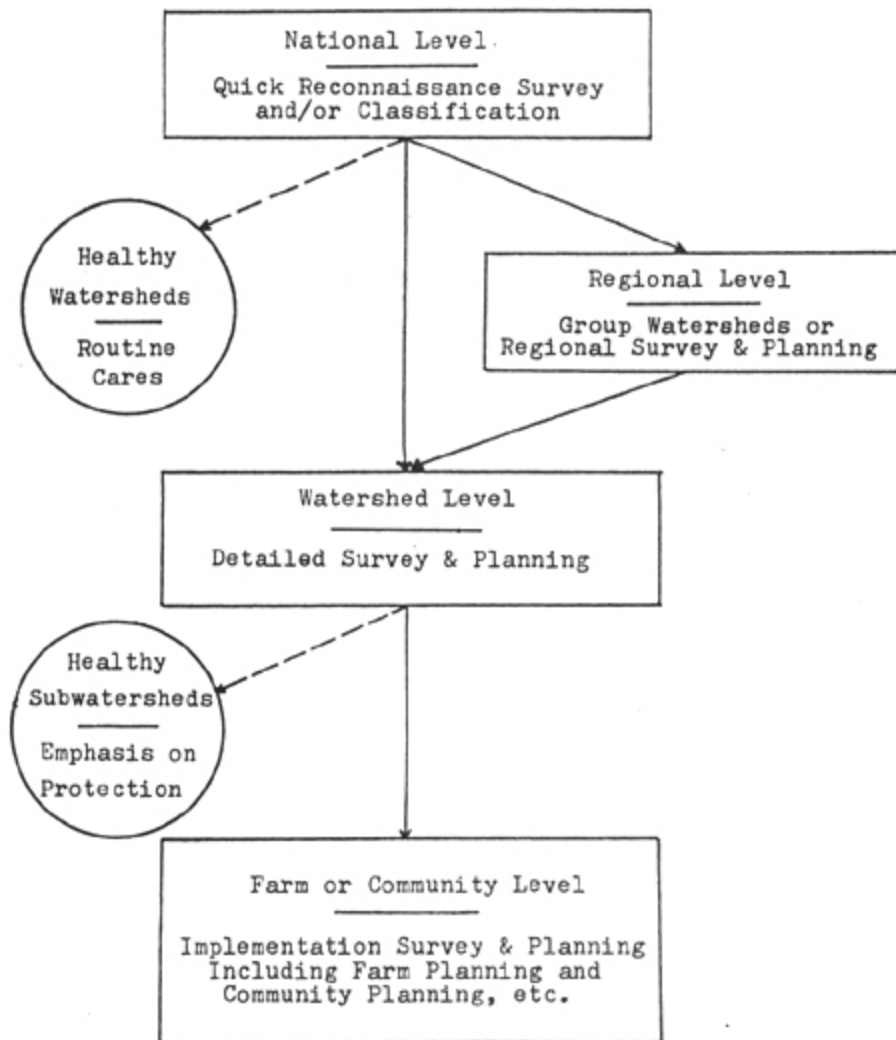 National Level
Quick Reconnaissance Survey
and/or Classification
Healthy
Watersheds
Routine
Cares
Regional Level
Group Watersheds or
Regional Survey & Planning
Watershed Level
Detailed Survey & Planning
Healthy
Subwatersheds
Emphasis on
Protection
Farm or Community Level
Implementation Survey & Planning
Including Farm Planning and
Community Planning, etc.